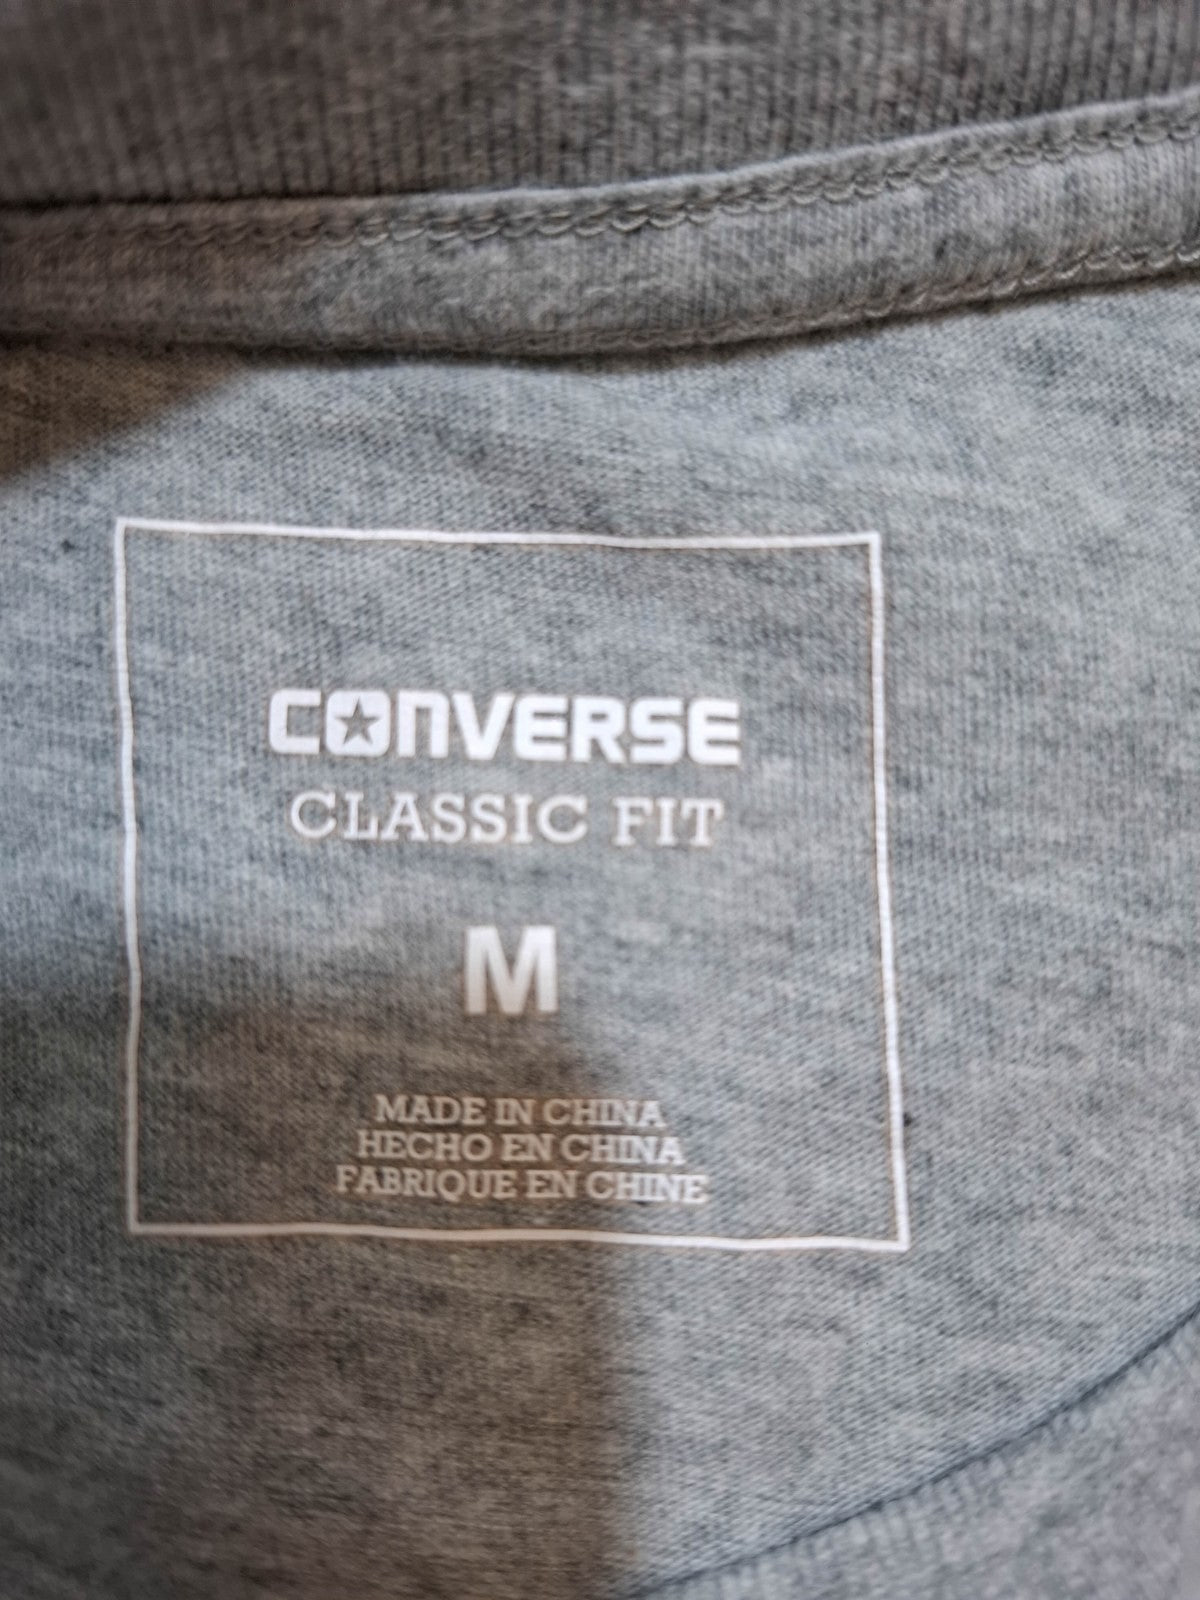 CONVERSE
CLASSIC FIT
M
MADE IN CHINA
HECHO EN CHINA
FABRIQUE EN CHINE